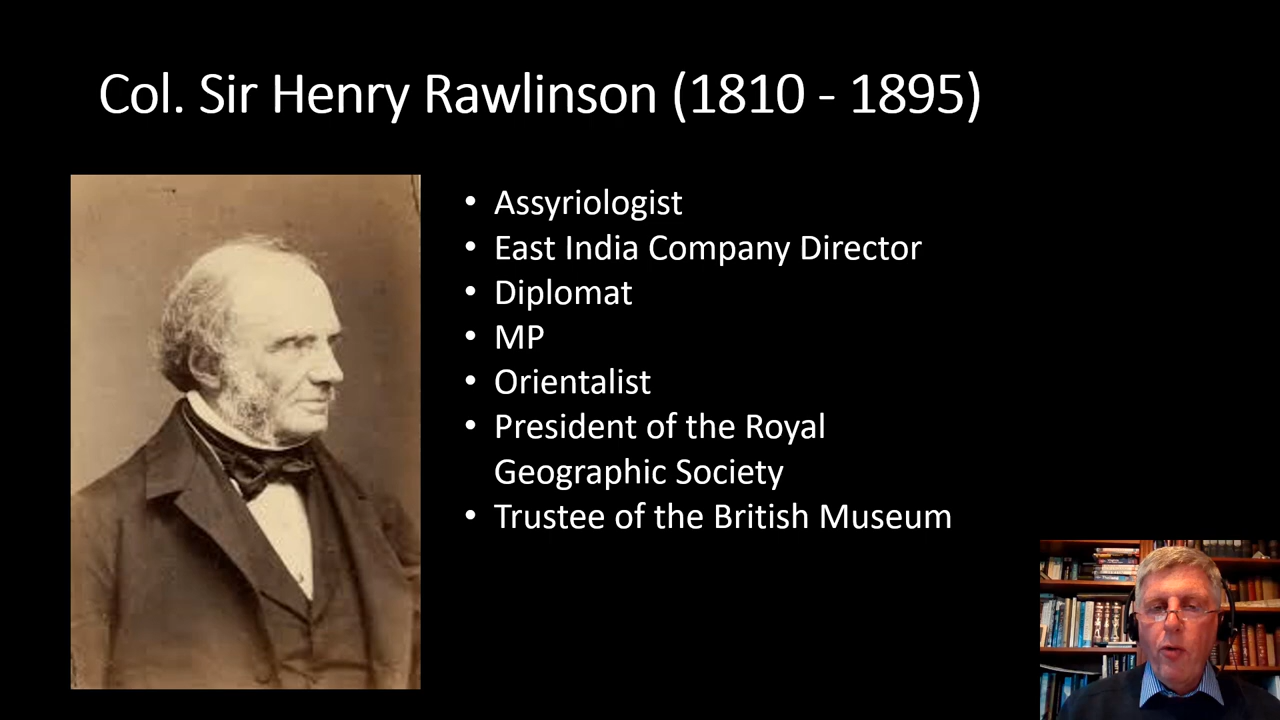 Col. Sir Henry Rawlinson (1810 - 1895)
• Assyriologist
• East India Company Director
• Diplomat
• MP
• Orientalist
• President of the Royal
Geographic Society
• Trustee of the British Museum